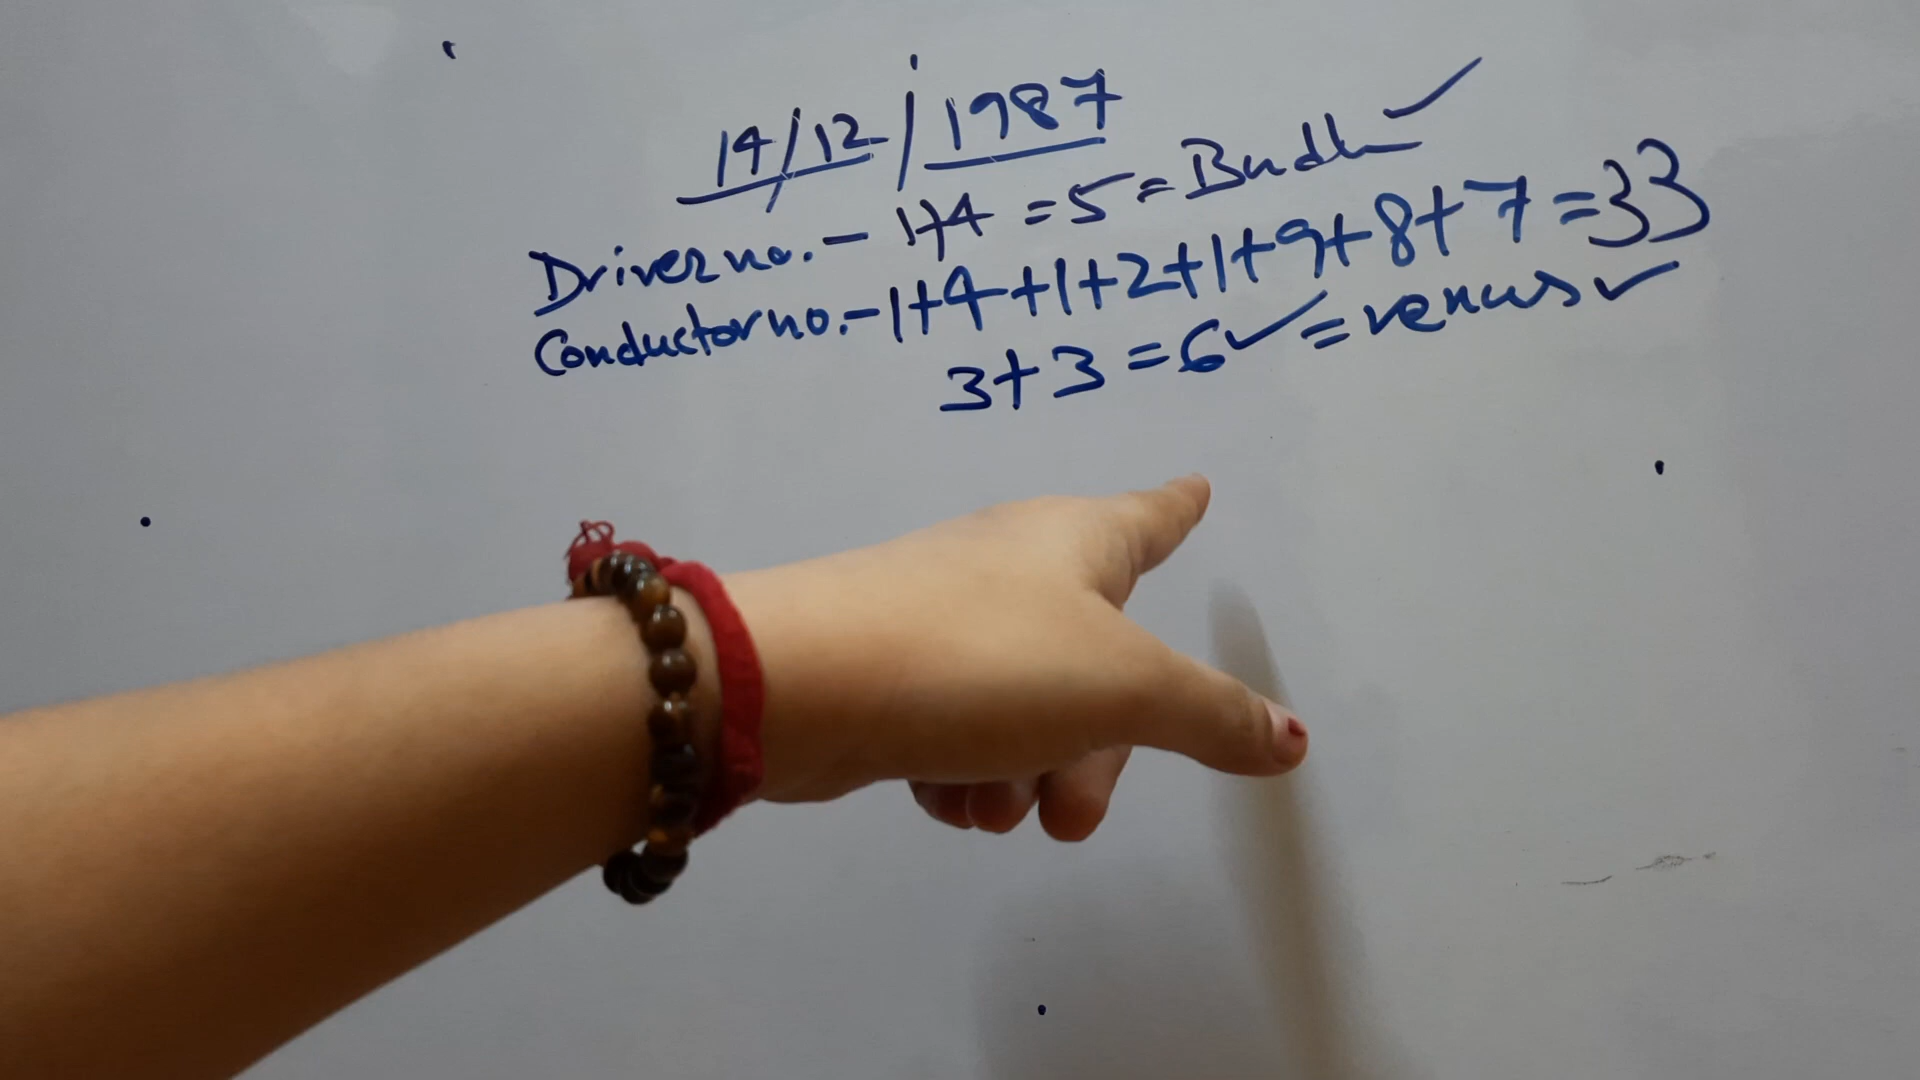 14/12/1987
Driver no. - 1+4 = 5 = Budh ✓
Conductor no. - 1+4+1+2+1+9+8+7 = 33
3+3 = 6 ✓ = venus ✓